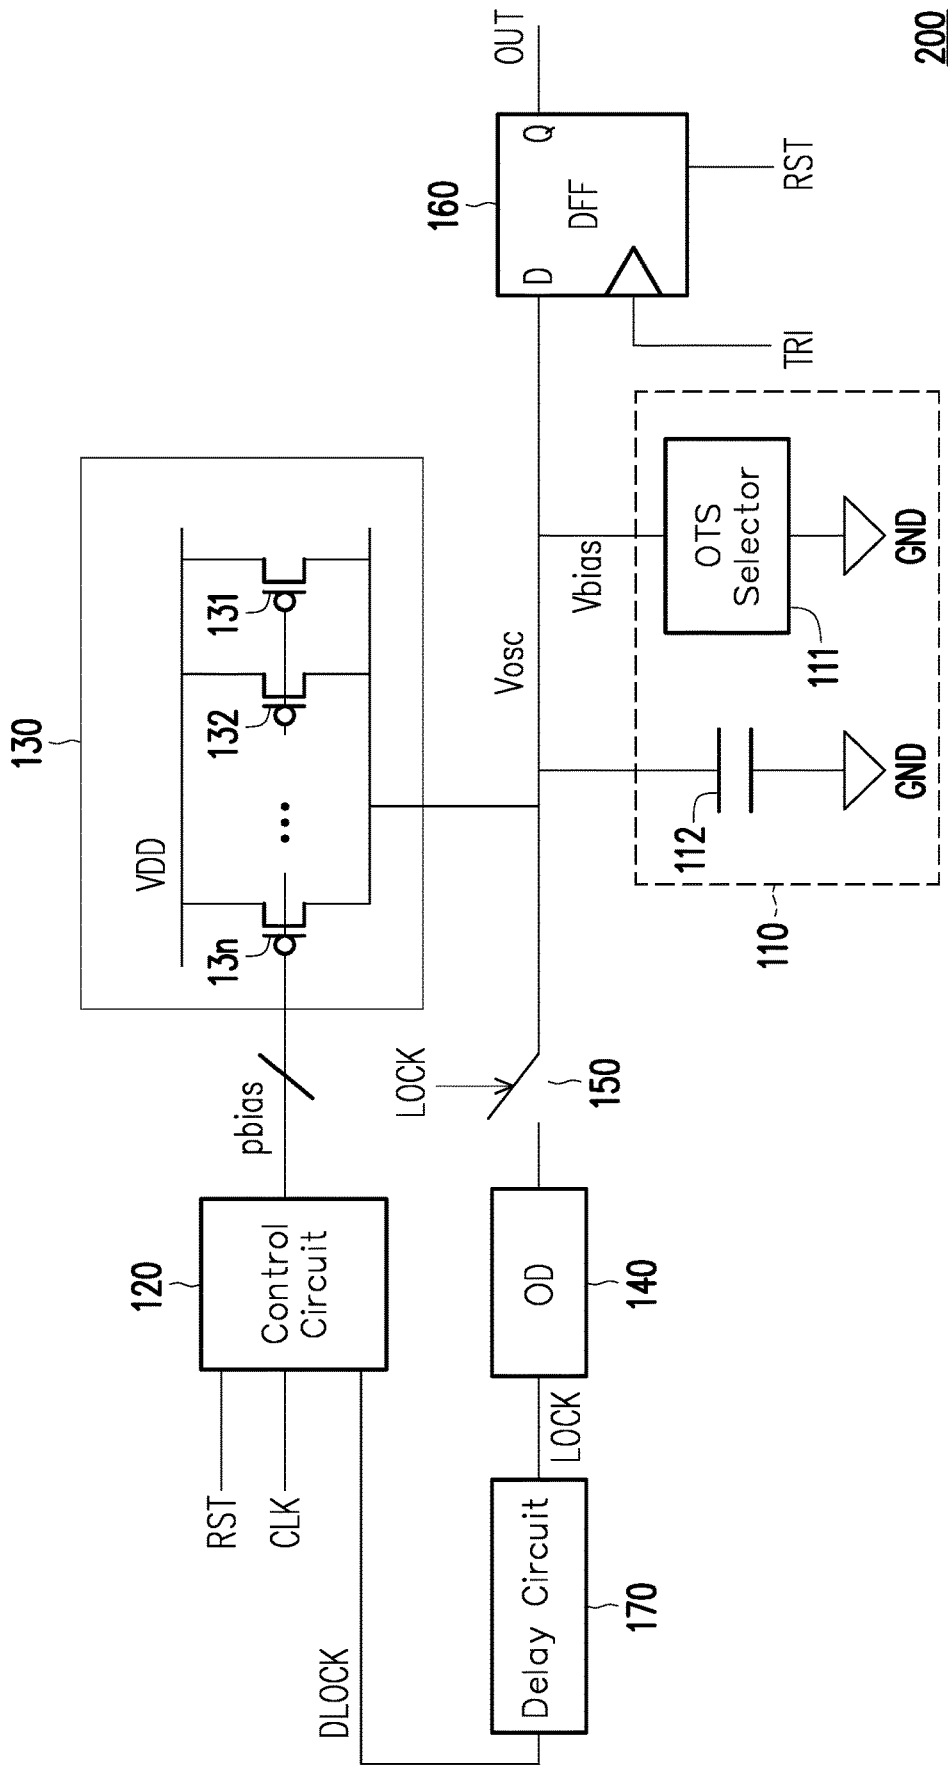 130
VDD
13n
132
131
...
pbias
120
Control
Circuit
RST
CLK
DLOCK
LOCK
150
OD
140
LOCK
Delay Circuit
170
Vosc
Vbias
160
D
Q
DFF
OUT
TRI
RST
OTS
Selector
111
112
GND
GND
110
200